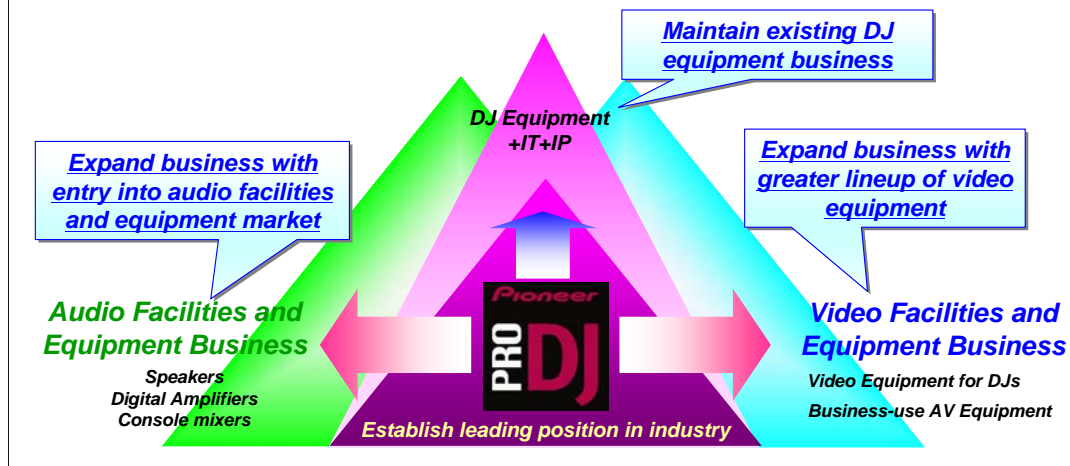 Maintain existing DJ
equipment business
DJ Equipment
+IT+IP
Expand business with
entry into audio facilities
and equipment market
Expand business with
greater lineup of video
equipment
Pioneer
PRO
DJ
Audio Facilities and
Equipment Business
Speakers
Digital Amplifiers
Console mixers
Video Facilities and
Equipment Business
Video Equipment for DJs
Business-use AV Equipment
Establish leading position in industry